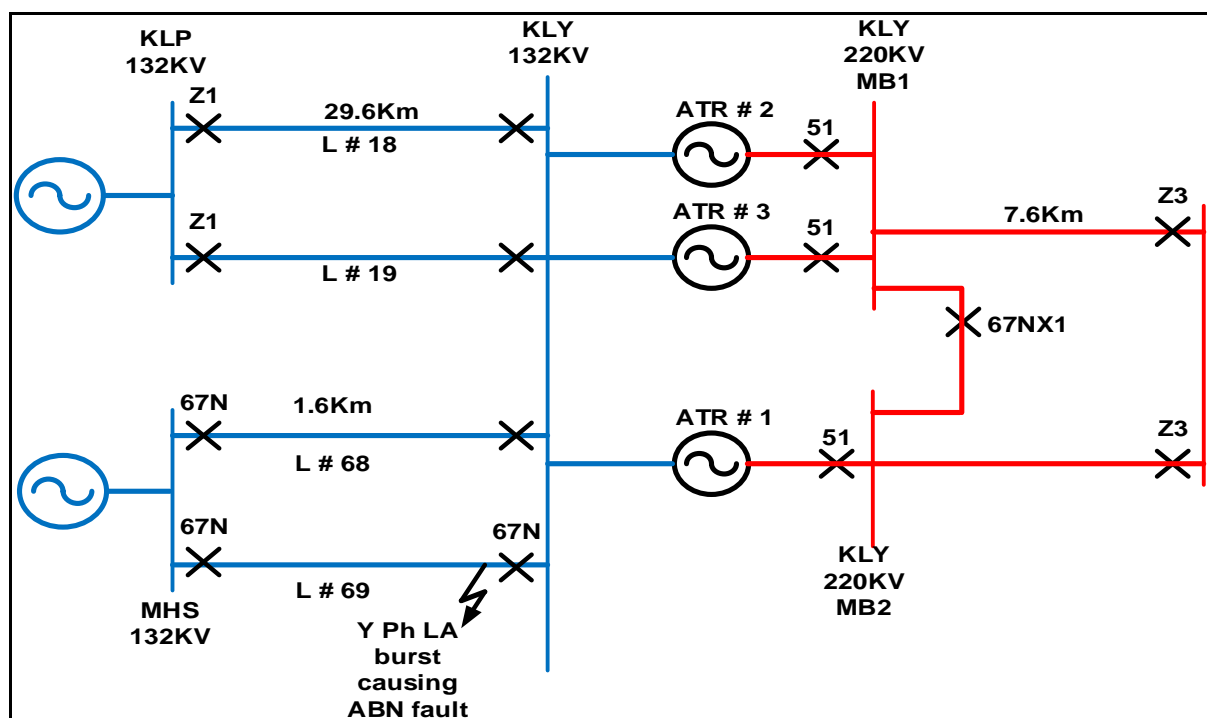 KLP
132KV
KLY
132KV
KLY
220KV
MB1
Z1
29.6Km
L # 18
ATR # 2
51
Z3
7.6Km
Z1
L # 19
ATR # 3
51
67NX1
67N
1.6Km
L # 68
ATR # 1
51
Z3
67N
67N
L # 69
MHS
132KV
Y Ph LA
burst
causing
ABN fault
KLY
220KV
MB2